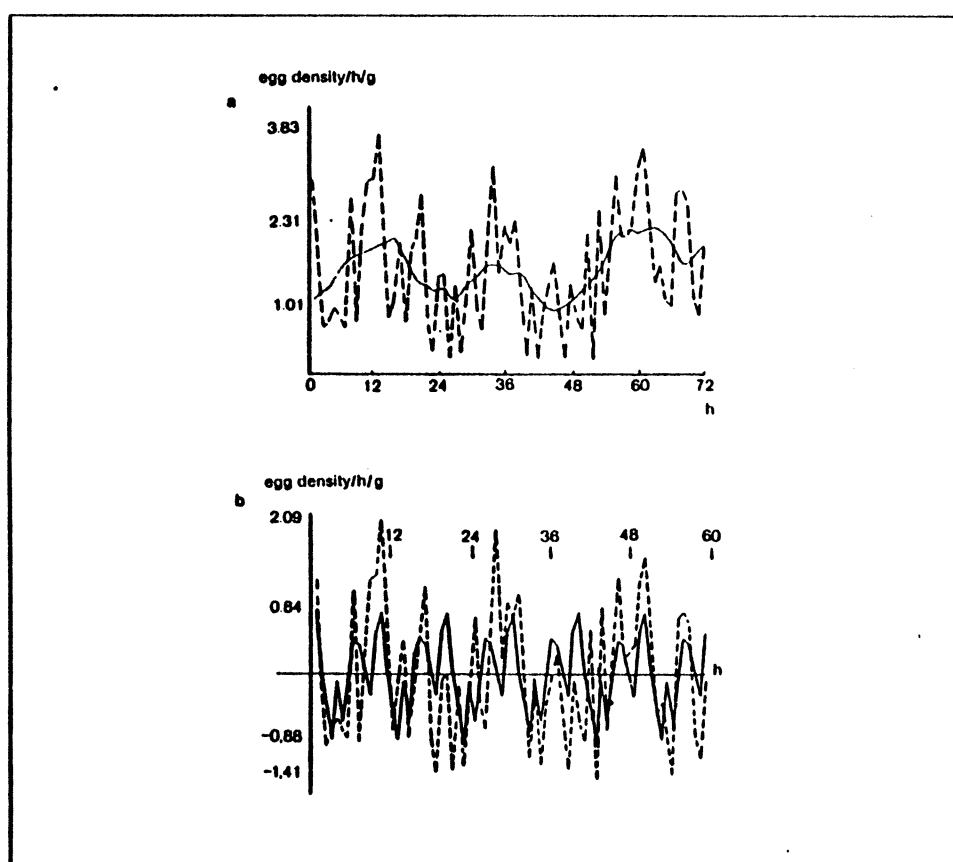 egg density/h/g
a
3.83
2.31
1.01
0 12 24 36 48 60 72
h
egg density/h/g
b
2.09
12 24 36 48 60
0.84
h
-0.88
-1.41